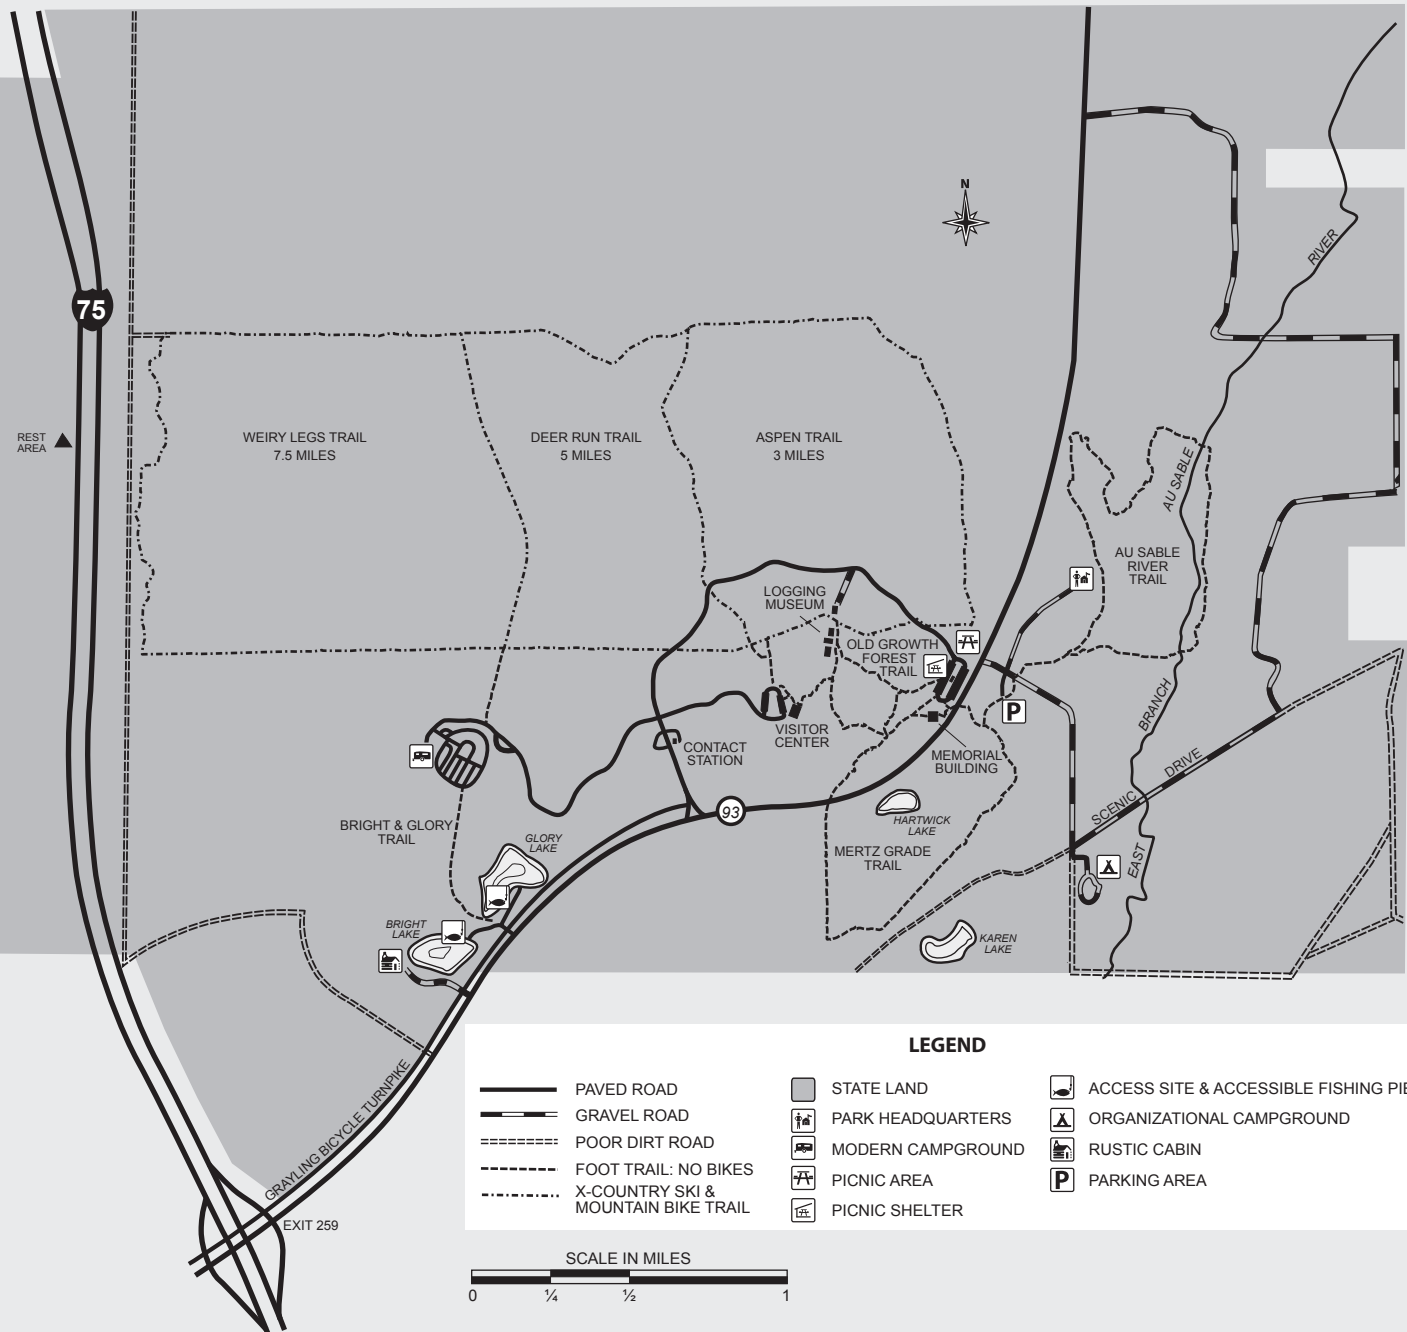 N
75
RIVER
REST
AREA
WEIRY LEGS TRAIL
7.5 MILES
DEER RUN TRAIL
5 MILES
ASPEN TRAIL
3 MILES
AU SABLE
AU SABLE
RIVER
TRAIL
LOGGING
MUSEUM
OLD GROWTH
FOREST
TRAIL
P
BRANCH
VISITOR
CENTER
CONTACT
STATION
MEMORIAL
BUILDING
SCENIC DRIVE
93
HARTWICK
LAKE
BRIGHT & GLORY
TRAIL
GLORY
LAKE
MERTZ GRADE
TRAIL
EAST
BRIGHT
LAKE
KAREN
LAKE
GRAYLING BICYCLE TURNPIKE
EXIT 259
LEGEND
PAVED ROAD
GRAVEL ROAD
POOR DIRT ROAD
FOOT TRAIL: NO BIKES
X-COUNTRY SKI &
MOUNTAIN BIKE TRAIL
STATE LAND
PARK HEADQUARTERS
MODERN CAMPGROUND
PICNIC AREA
PICNIC SHELTER
ACCESS SITE & ACCESSIBLE FISHING PIE
ORGANIZATIONAL CAMPGROUND
RUSTIC CABIN
P PARKING AREA
SCALE IN MILES
0 ¼ ½ 1